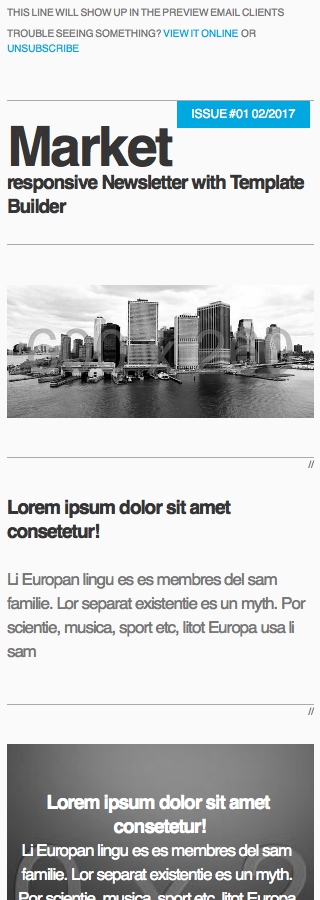 THIS LINE WILL SHOW UP IN THE PREVIEW EMAIL CLIENTS
TROUBLE SEEING SOMETHING? VIEW IT ONLINE OR
UNSUBSCRIBE
ISSUE #01 02/2017
Market
responsive Newsletter with Template
Builder
//
Lorem ipsum dolor sit amet
consetetur!
Li Europan lingu es es membres del sam
familie. Lor separat existentie es un myth. Por
scientie, musica, sport etc, litot Europa usa li
sam
//
Lorem ipsum dolor sit amet
consetetur!
Li Europan lingu es es membres del sam
familie. Lor separat existentie es un myth.
Por scientie, musica, sport etc, litot Europa